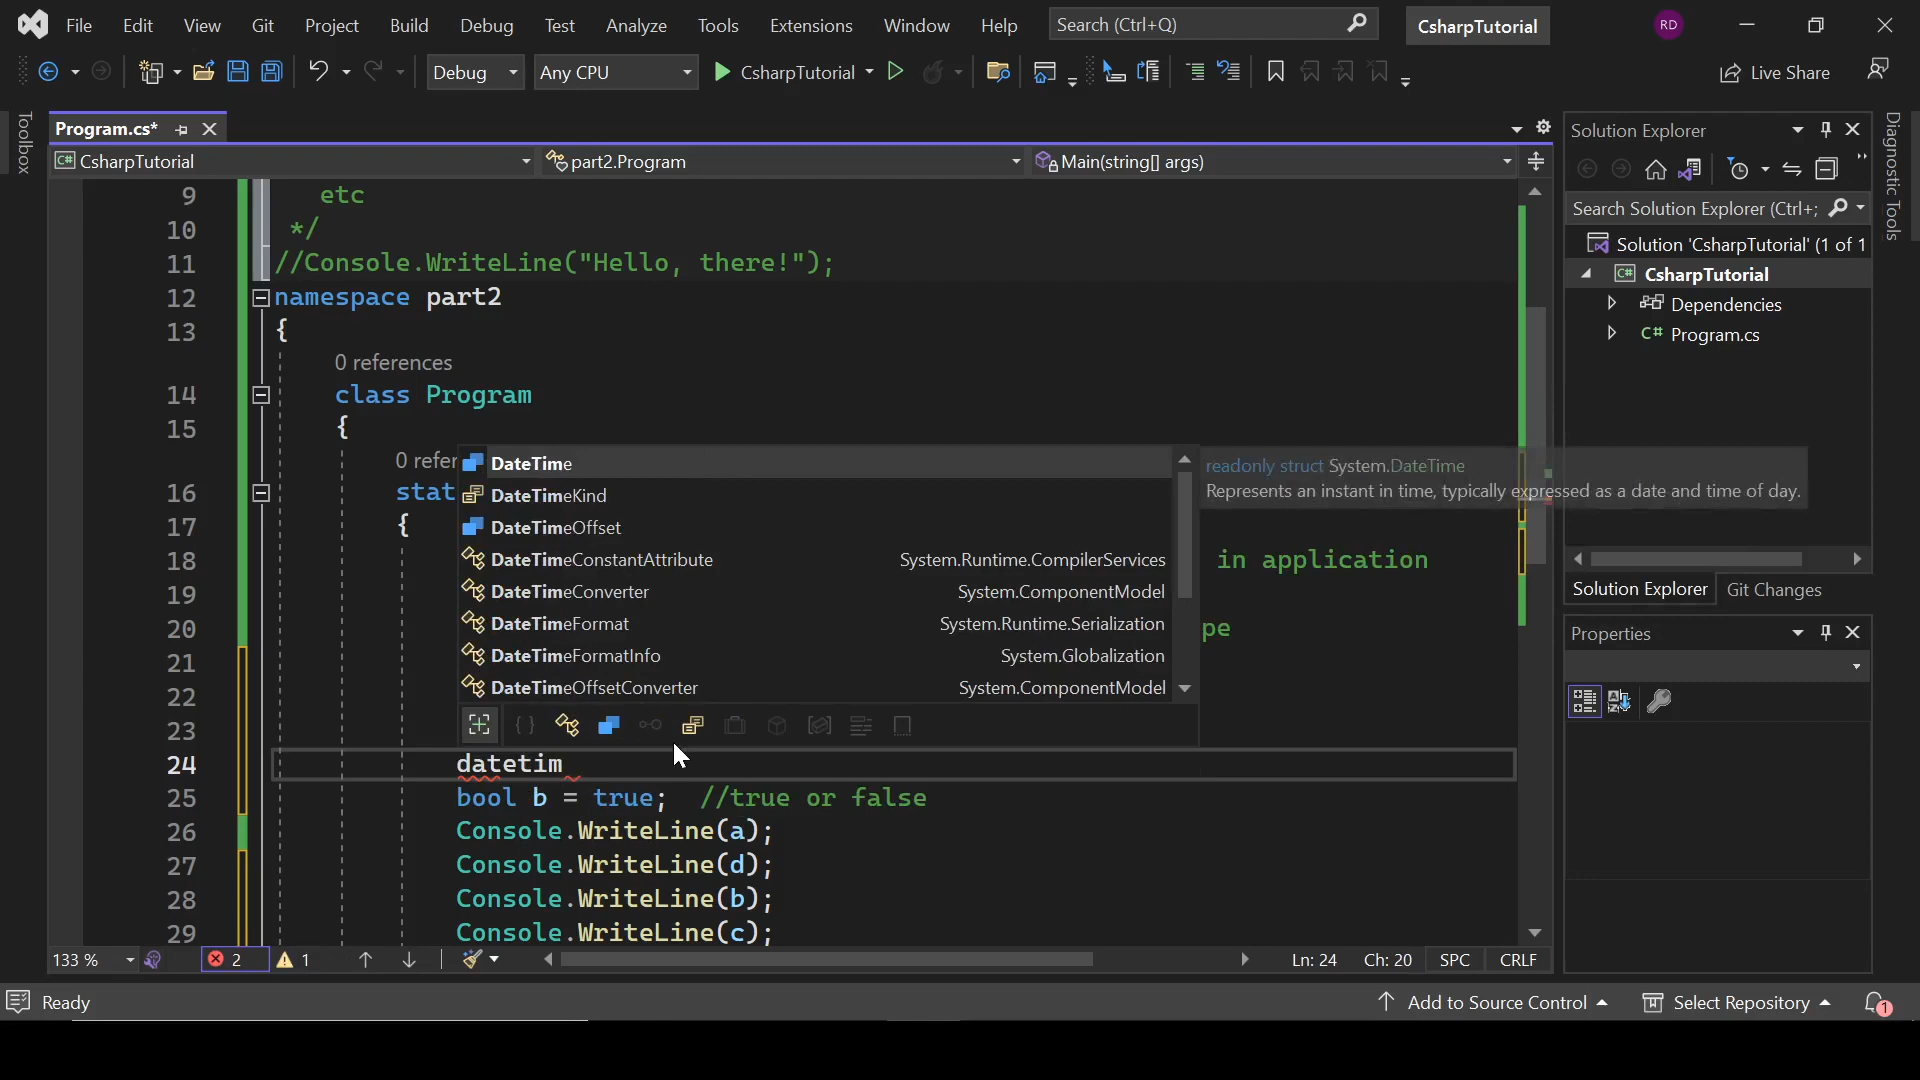 File Edit View Git Project Build Debug Test Analyze Tools Extensions Window Help Search (Ctrl+Q) CsharpTutorial RD
Debug Any CPU CsharpTutorial Live Share
Toolbox
Program.cs*
CsharpTutorial part2.Program Main(string[] args)
9 etc
10 */
11 //Console.WriteLine("Hello, there!");
12 namespace part2
13 {
0 references
14 class Program
15 {
0 refer
16 stat
17 {
18 in application
19
20 pe
21
22
23
24 datetim
25 bool b = true; //true or false
26 Console.WriteLine(a);
27 Console.WriteLine(d);
28 Console.WriteLine(b);
29 Console.WriteLine(c);
DateTime
DateTimeKind
DateTimeOffset
DateTimeConstantAttribute System.Runtime.CompilerServices
DateTimeConverter System.ComponentModel
DateTimeFormat System.Runtime.Serialization
DateTimeFormatInfo System.Globalization
DateTimeOffsetConverter System.ComponentModel
readonly struct System.DateTime
Represents an instant in time, typically expressed as a date and time of day.
133 % 2 1 Ln: 24 Ch: 20 SPC CRLF
Solution Explorer
Search Solution Explorer (Ctrl+;
Solution 'CsharpTutorial' (1 of 1
C# CsharpTutorial
Dependencies
C# Program.cs
Solution Explorer Git Changes
Properties
Diagnostic Tools
Ready Add to Source Control Select Repository 1